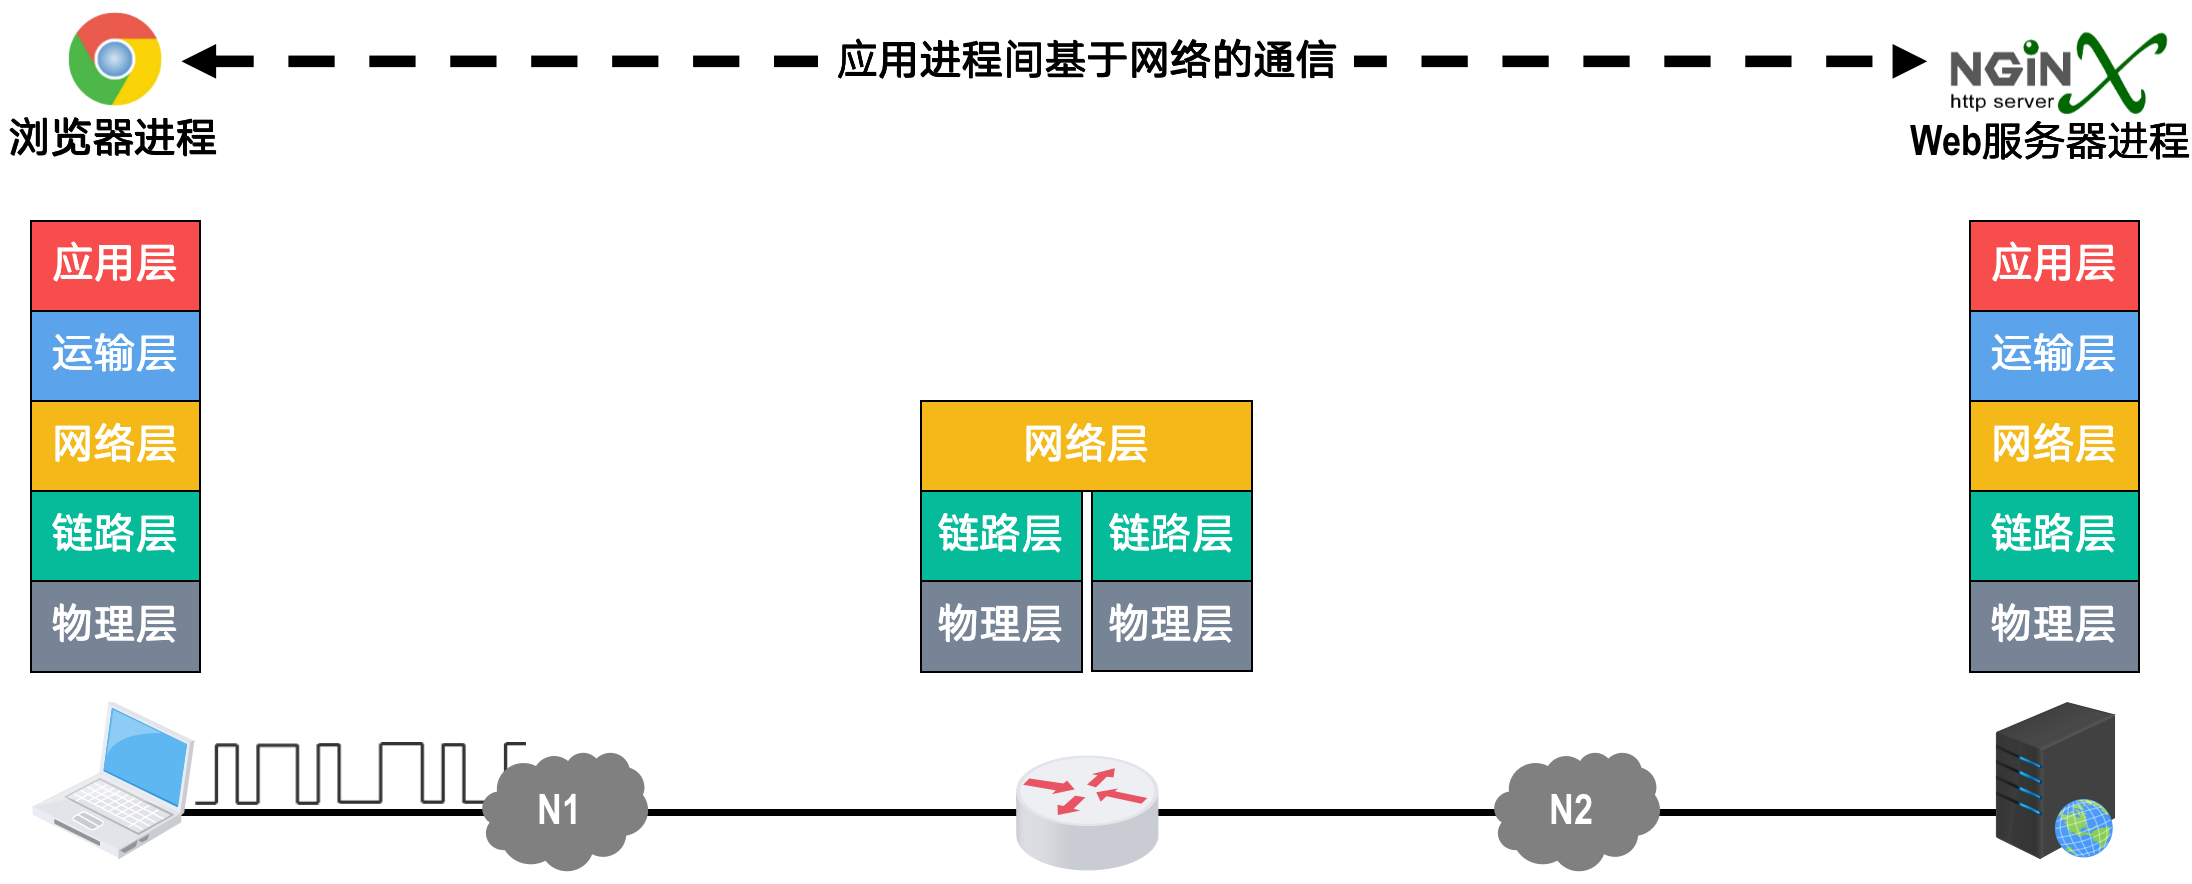 应用进程间基于网络的通信
NGiNX
http server
浏览器进程
Web服务器进程
应用层
运输层
网络层
链路层
物理层
网络层
链路层 链路层
物理层 物理层
应用层
运输层
网络层
链路层
物理层
N1
N2